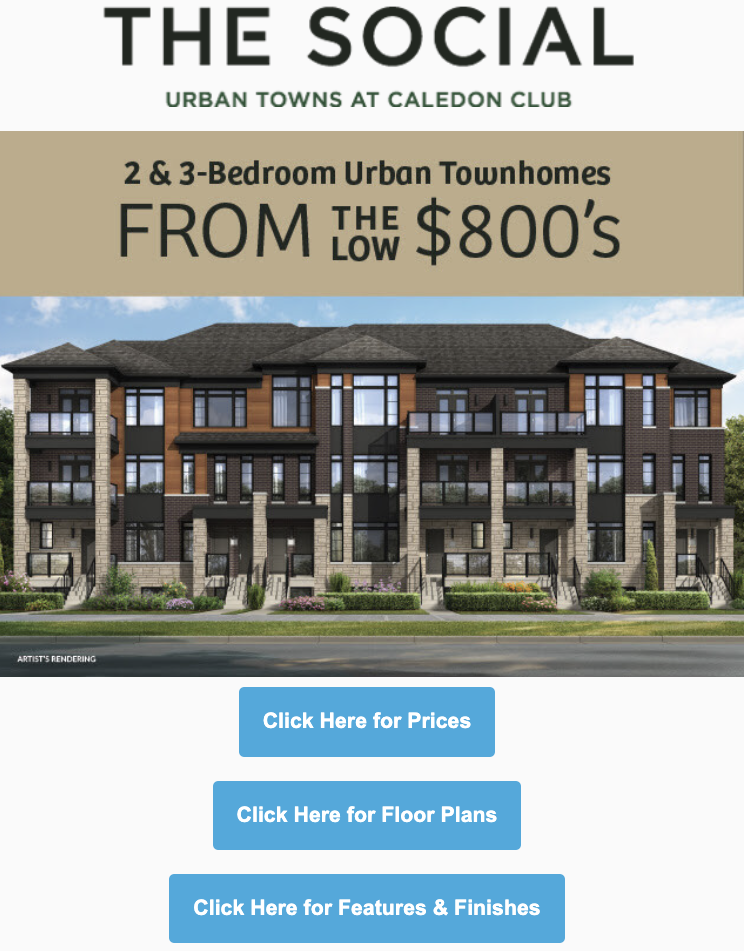 THE SOCIAL
URBAN TOWNS AT CALEDON CLUB
2 & 3-Bedroom Urban Townhomes
FROM THE LOW $800's
ARTIST'S RENDERING
Click Here for Prices
Click Here for Floor Plans
Click Here for Features & Finishes